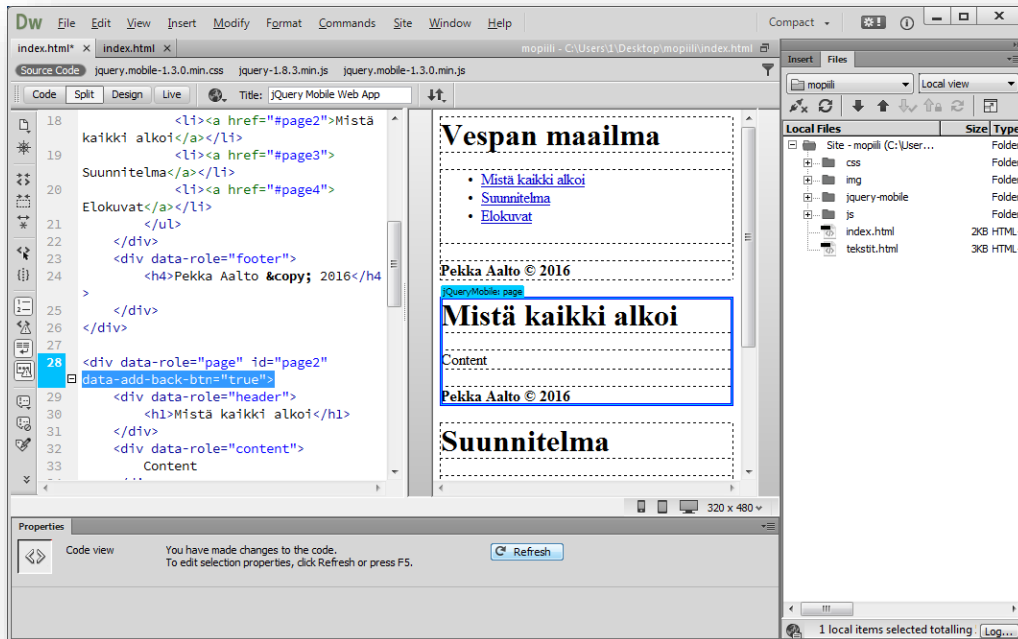 Dw File Edit View Insert Modify Format Commands Site Window Help Compact
index.html* × index.html × mopiili - C:\Users\1\Desktop\mopiili\index.html
Source Code jquery.mobile-1.3.0.min.css jquery-1.8.3.min.js jquery.mobile-1.3.0.min.js
Code Split Design Live Title: jQuery Mobile Web App
18 <li><a href="#page2">Mistä
kaikki alkoi</a></li>
19 <li><a href="#page3">
Suunnitelma</a></li>
20 <li><a href="#page4">
Elokuvat</a></li>
21 </ul>
22 </div>
23 <div data-role="footer">
24 <h4>Pekka Aalto &copy; 2016</h4
>
25 </div>
26 </div>
27
28 <div data-role="page" id="page2"
data-add-back-btn="true">
29 <div data-role="header">
30 <h1>Mistä kaikki alkoi</h1>
31 </div>
32 <div data-role="content">
33 Content
Vespan maailma
• Mistä kaikki alkoi
• Suunnitelma
• Elokuvat
Pekka Aalto © 2016
jQueryMobile: page
Mistä kaikki alkoi
Content
Pekka Aalto © 2016
Suunnitelma
320 x 480
Properties
Code view You have made changes to the code.
To edit selection properties, click Refresh or press F5.
Refresh
Insert Files
mopiili Local view
Local Files Size Type
Site - mopiili (C:\User... Folder
css Folder
img Folder
jquery-mobile Folder
js Folder
index.html 2KB HTML
tekstit.html 3KB HTML
1 local items selected totalling Log...